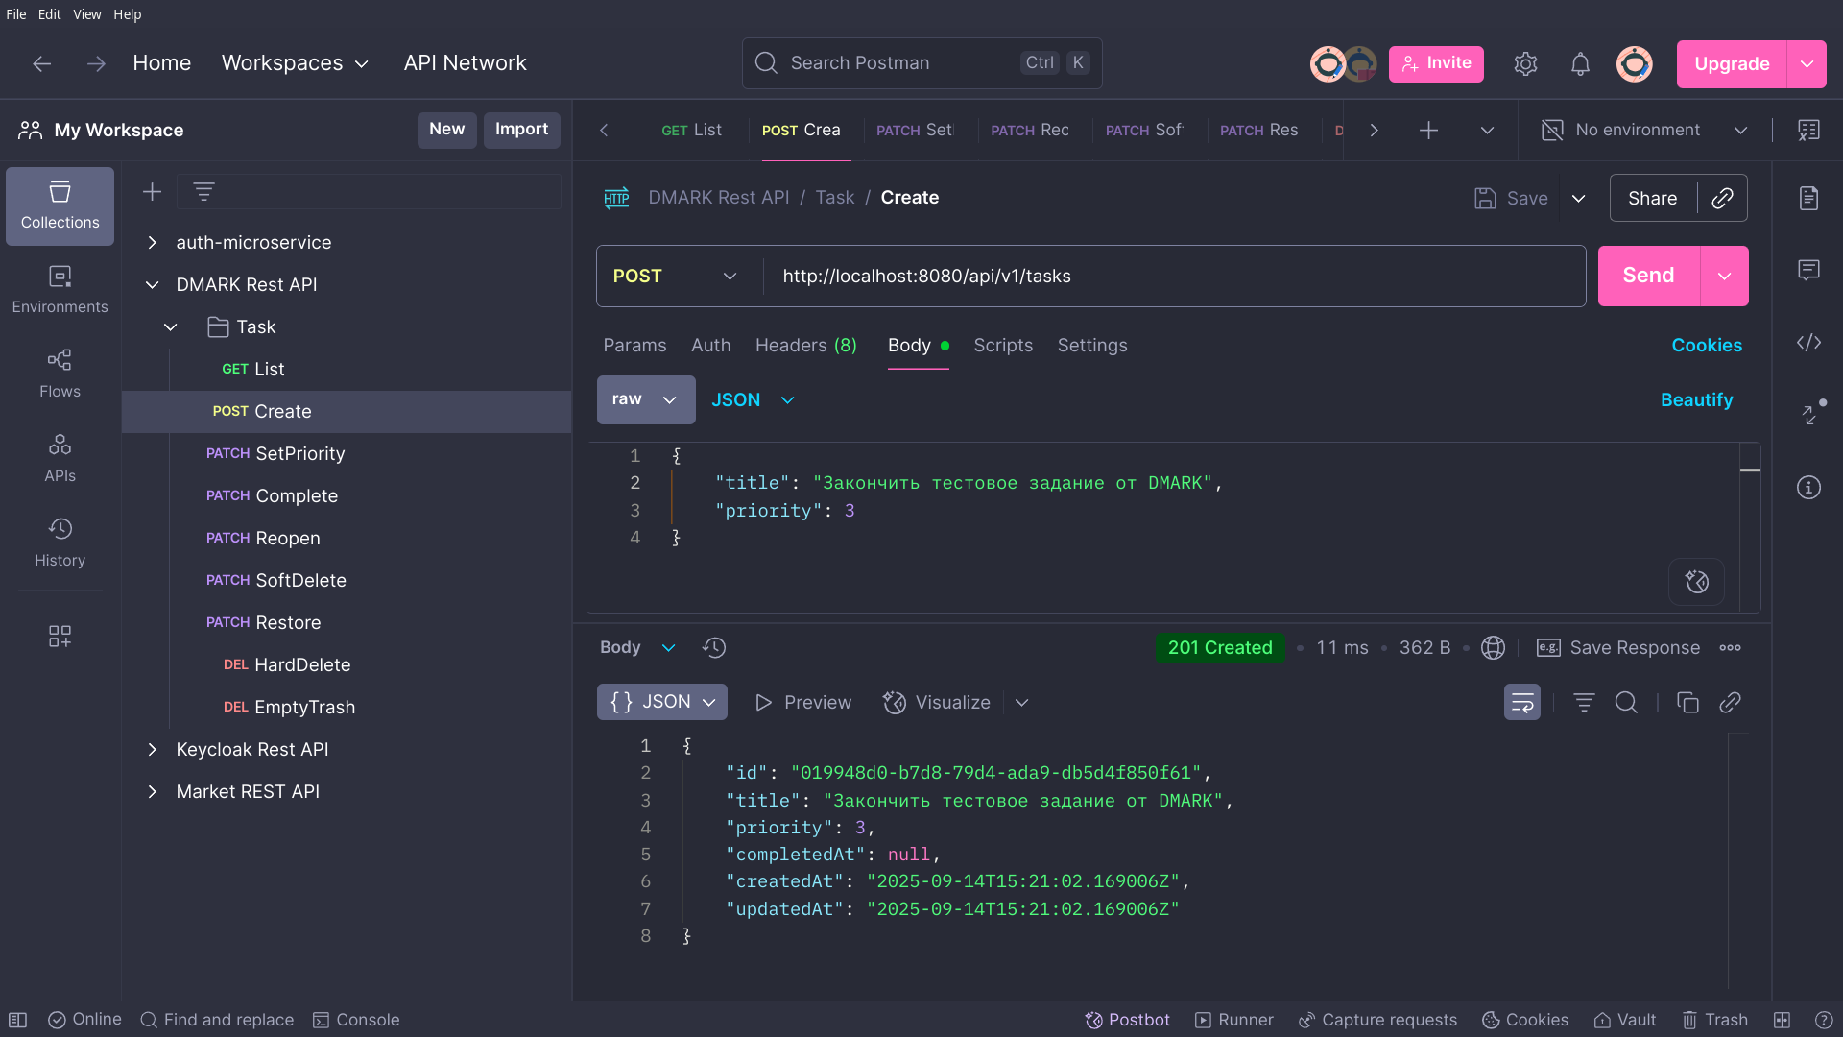 File Edit View Help
Home Workspaces API Network Search Postman Ctrl K Invite Upgrade
My Workspace New Import GET List POST Crea PATCH Set PATCH Rec PATCH Sof PATCH Res No environment
Collections
Environments
Flows
APIs
History
auth-microservice
DMARK Rest API
Task
GET List
POST Create
PATCH SetPriority
PATCH Complete
PATCH Reopen
PATCH SoftDelete
PATCH Restore
DEL HardDelete
DEL EmptyTrash
Keycloak Rest API
Market REST API
HTTP DMARK Rest API / Task / Create Save Share
POST http://localhost:8080/api/v1/tasks Send
Params Auth Headers (8) Body Scripts Settings Cookies
raw JSON Beautify
1 {
2 "title": "Закончить тестовое задание от DMARK",
3 "priority": 3
4 }
Body 201 Created • 11 ms • 362 B • e.g. Save Response
{} JSON Preview Visualize
1 {
2 "id": "019948d0-b7d8-79d4-ada9-db5d4f850f61",
3 "title": "Закончить тестовое задание от DMARK",
4 "priority": 3,
5 "completedAt": null,
6 "createdAt": "2025-09-14T15:21:02.169006Z",
7 "updatedAt": "2025-09-14T15:21:02.169006Z"
8 }
Online Find and replace Console Postbot Runner Capture requests Cookies Vault Trash